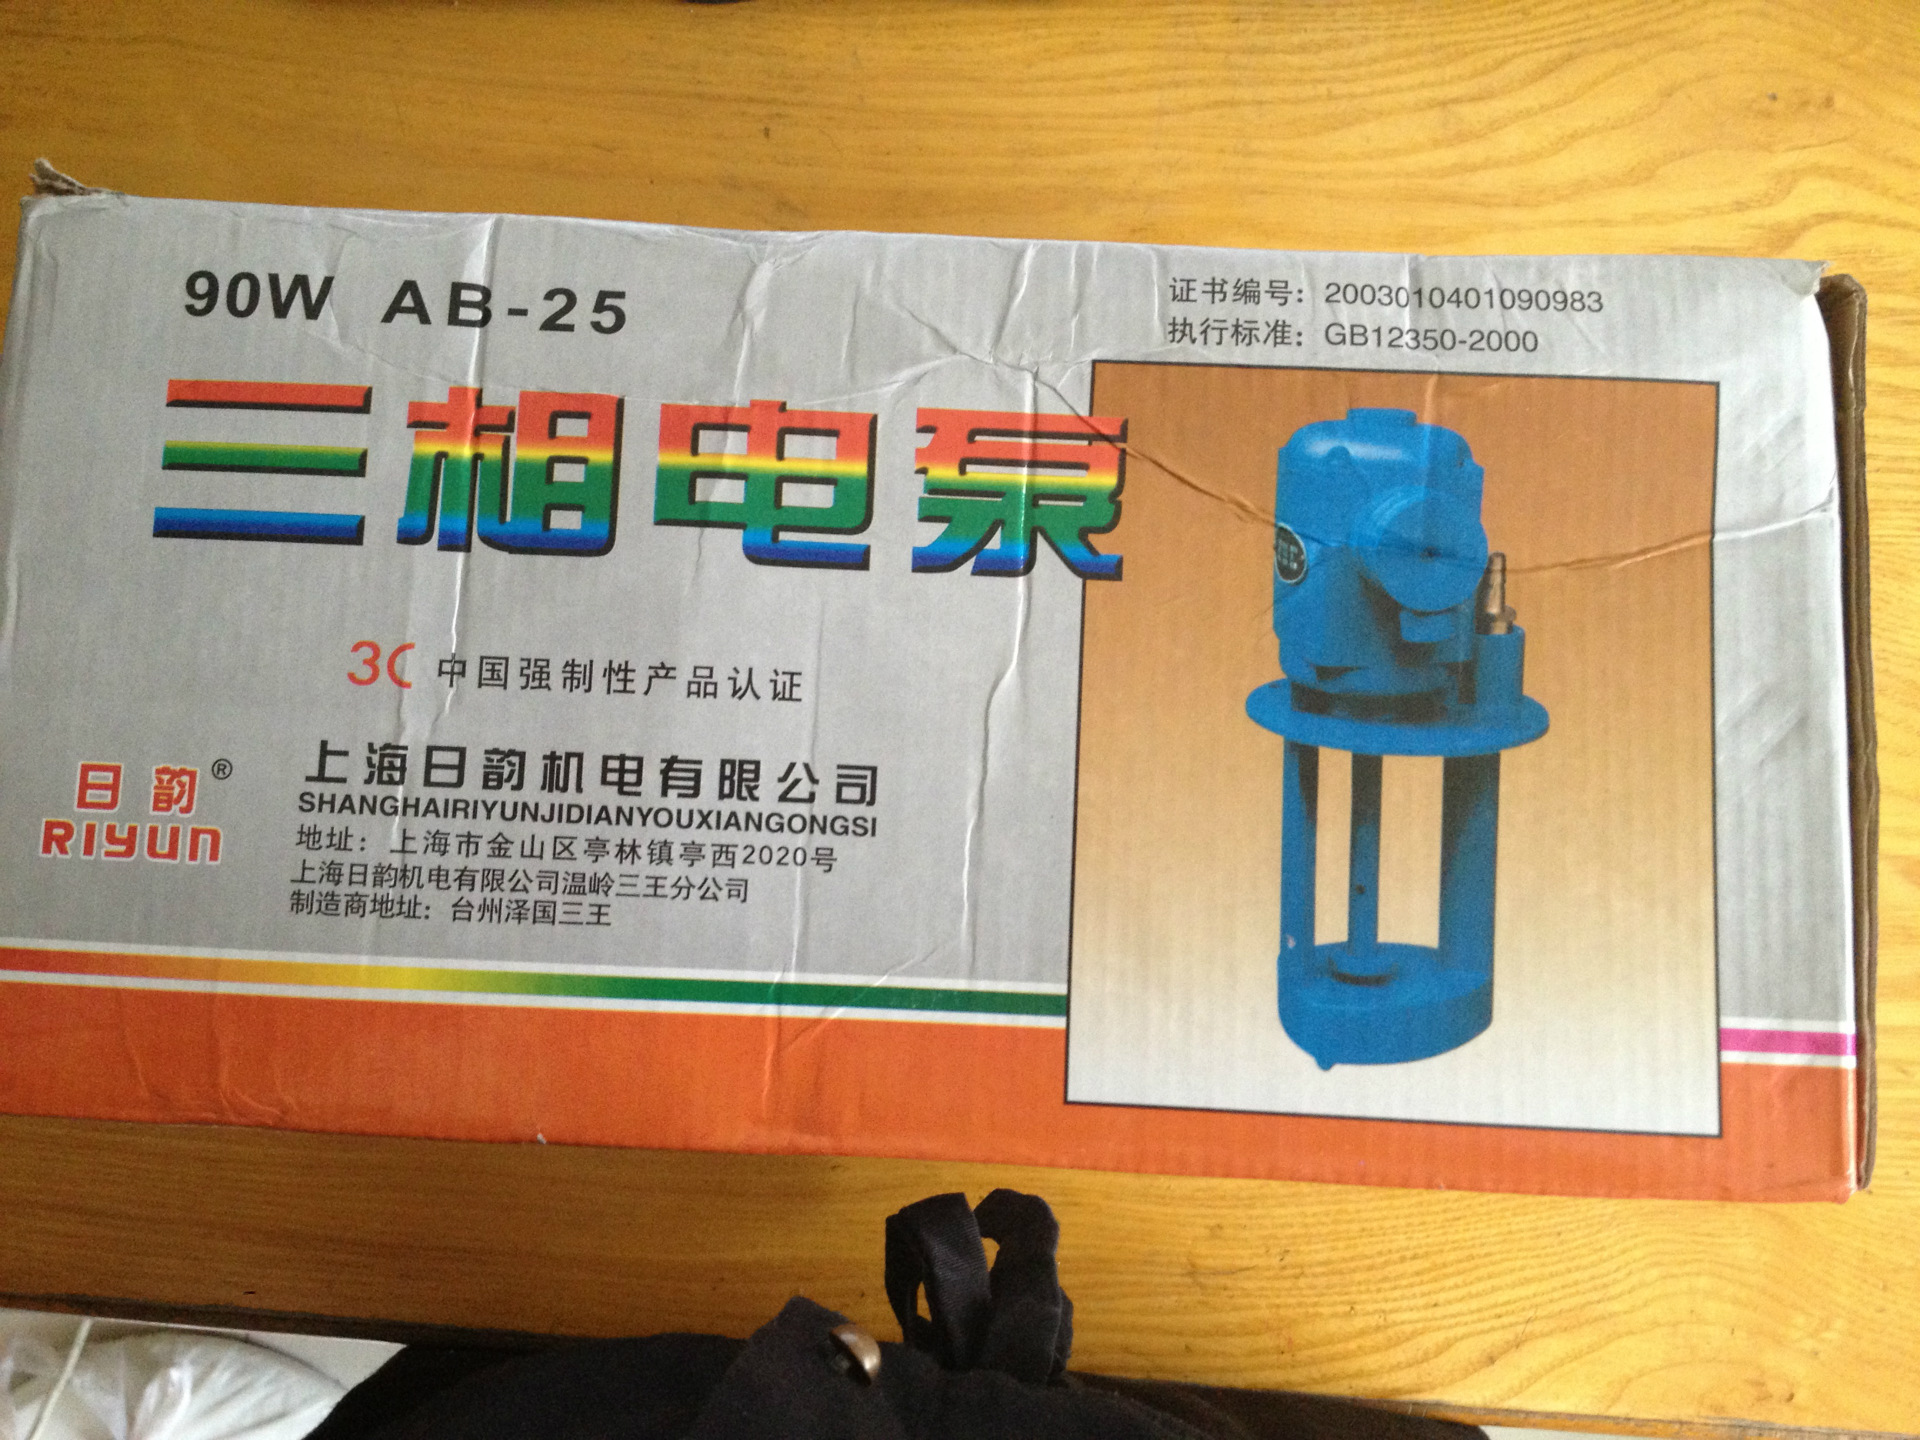 90W AB-25
证书编号：2003010401090983
执行标准：GB12350-2000
三相电泵
3C 中国强制性产品认证
日韵®
RIYUN
上海日韵机电有限公司
SHANGHAIRIYUNJIDIANYOUXIANGONGSI
地址：上海市金山区亭林镇亭西2020号
上海日韵机电有限公司温岭三王分公司
制造商地址：台州泽国三王